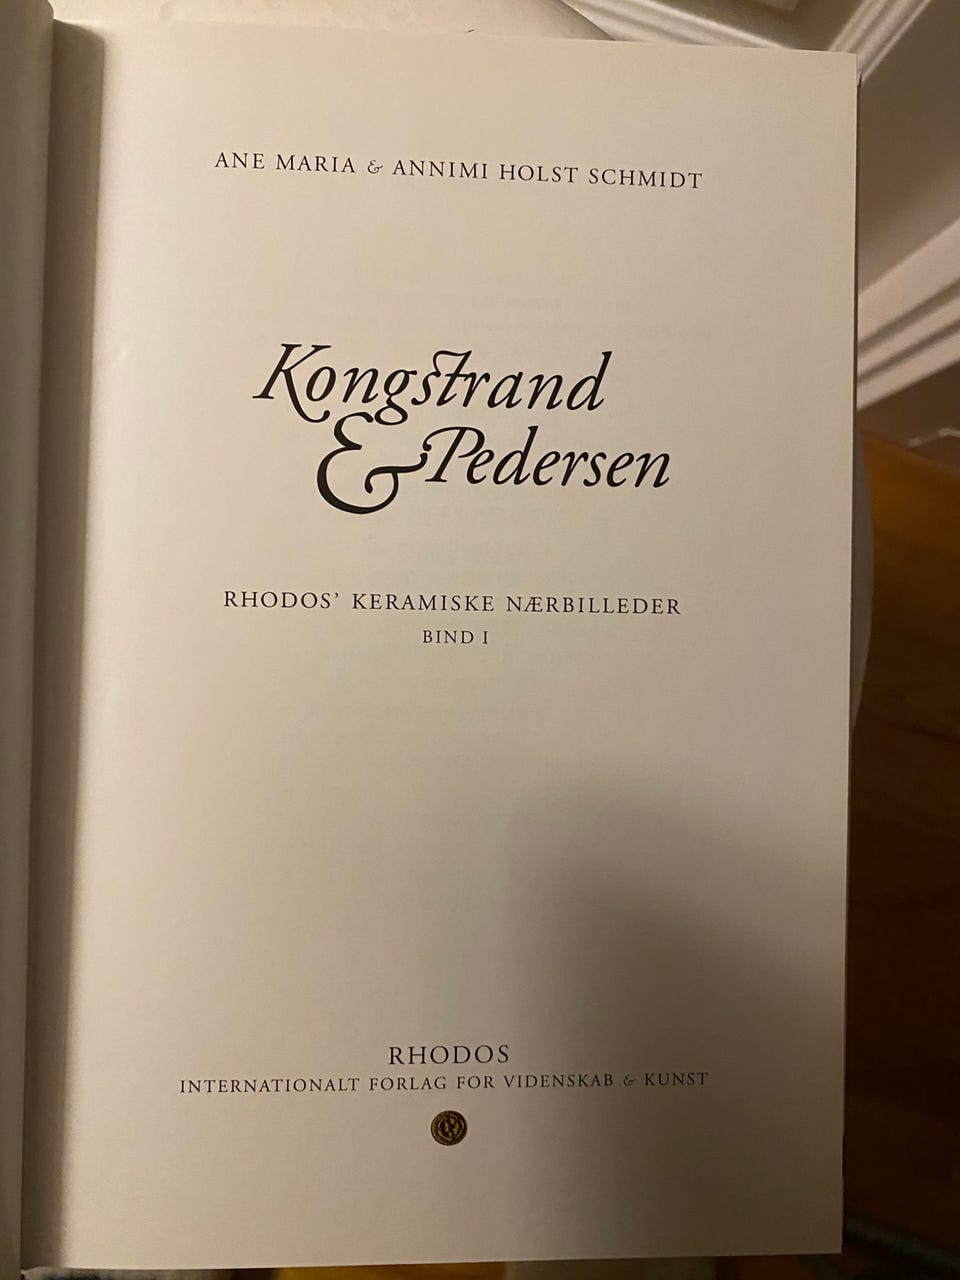 ANE MARIA & ANNIMI HOLST SCHMIDT
Kongstrand
& Pedersen
RHODOS’ KERAMISKE NÆRBILLEDER
BIND I
RHODOS
INTERNATIONALT FORLAG FOR VIDENSKAB & KUNST